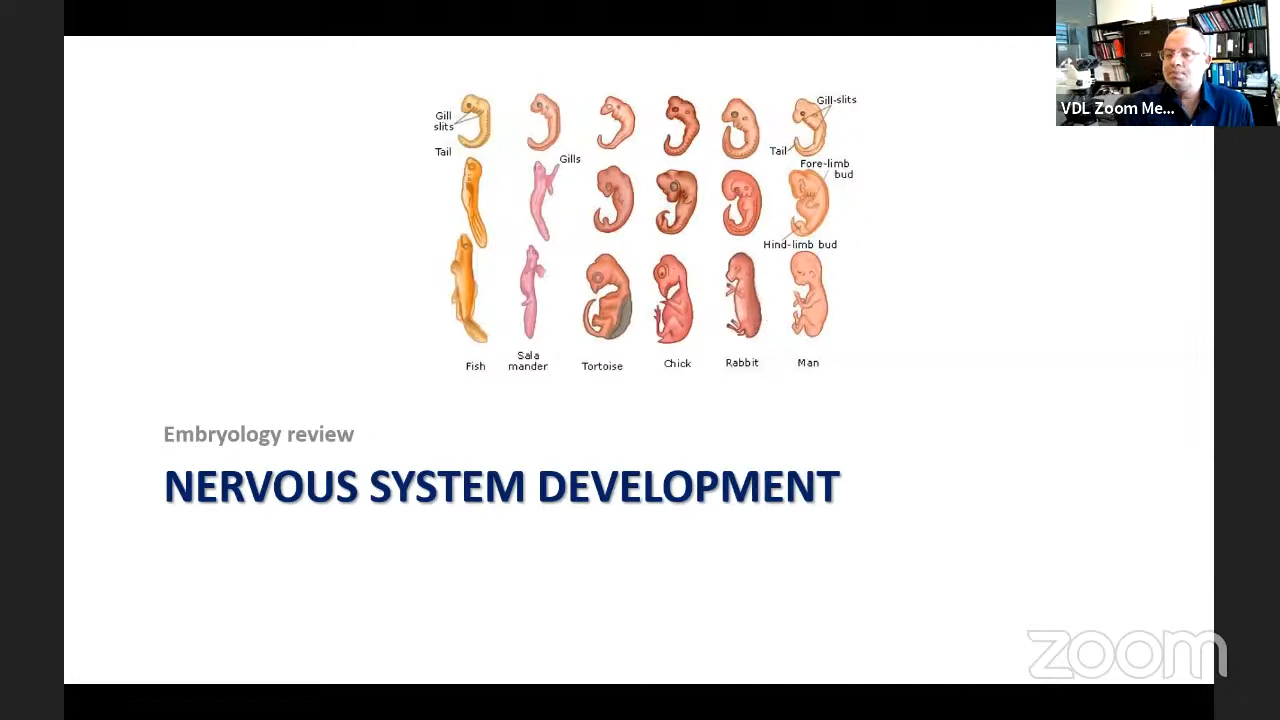 VDL Zoom Me...
Gill-slits
Gill
slits
Tail
Gills
Tail
Fore-limb
bud
Hind-limb bud
Fish
Sala
mander
Tortoise
Chick
Rabbit
Man
Embryology review
NERVOUS SYSTEM DEVELOPMENT
zoom